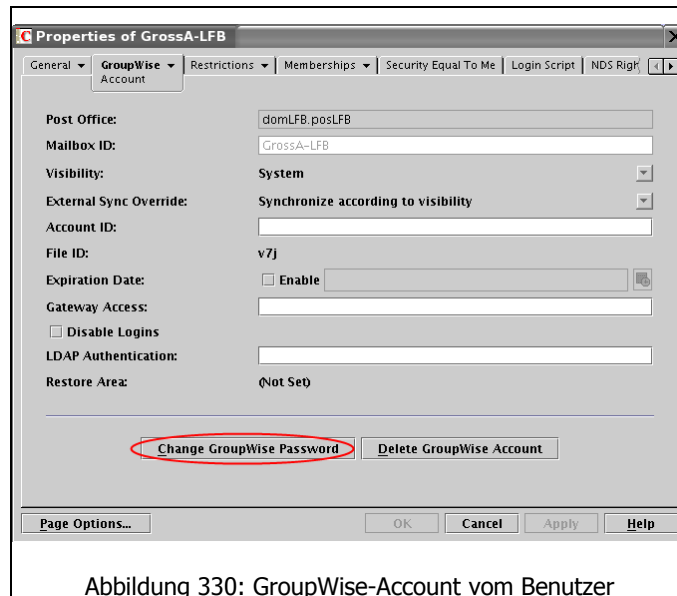 Properties of GrossA-LFB
General GroupWise Restrictions Memberships Security Equal To Me Login Script NDS Righ
Account
Post Office: domLFB.posLFB
Mailbox ID: GrossA-LFB
Visibility: System
External Sync Override: Synchronize according to visibility
Account ID:
File ID: v7j
Expiration Date: Enable
Gateway Access:
Disable Logins
LDAP Authentication:
Restore Area: (Not Set)
Change GroupWise Password Delete GroupWise Account
Page Options... OK Cancel Apply Help
Abbildung 330: GroupWise-Account vom Benutzer